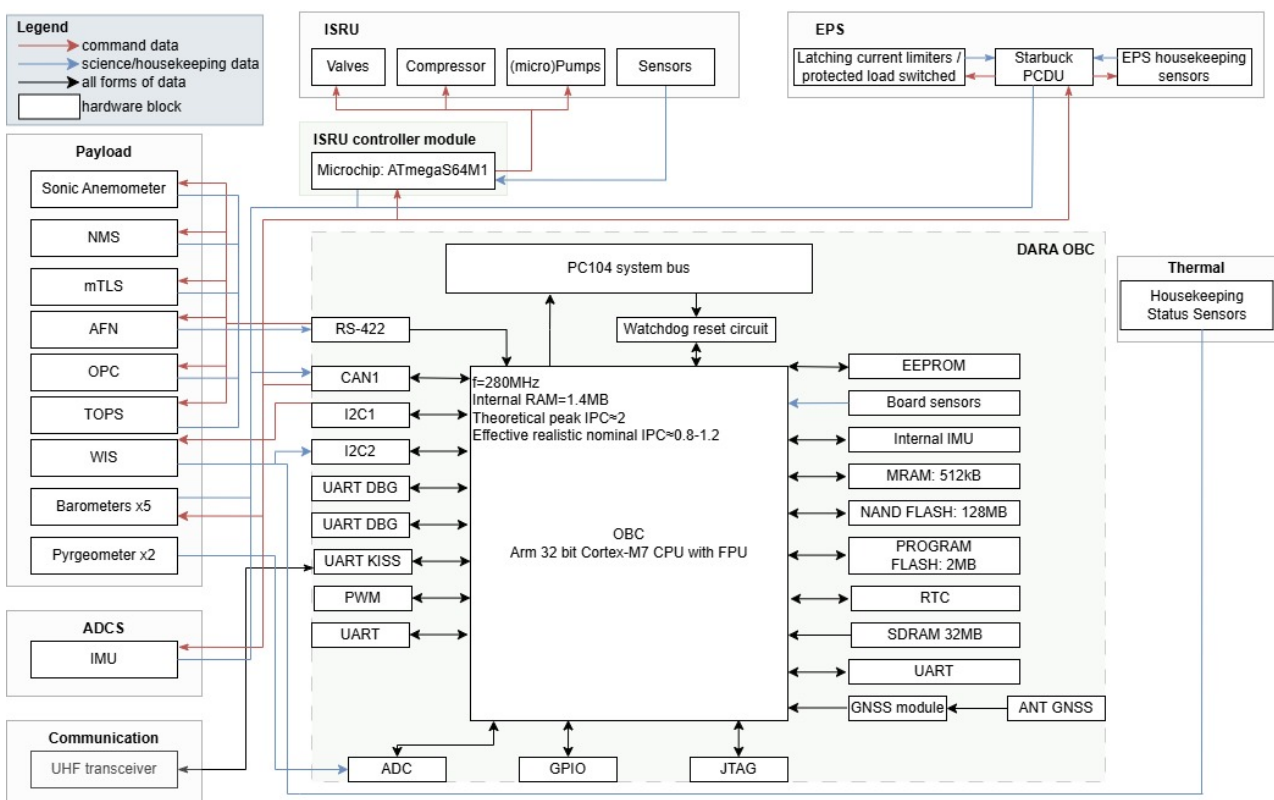 Legend
command data
science/housekeeping data
all forms of data
hardware block
ISRU
Valves
Compressor
(micro)Pumps
Sensors
EPS
Latching current limiters /
protected load switched
Starbuck
PCDU
EPS housekeeping
sensors
ISRU controller module
Microchip: ATmegaS64M1
Payload
Sonic Anemometer
NMS
mTLS
AFN
OPC
TOPS
WIS
Barometers x5
Pyrgeometer x2
ADCS
IMU
Communication
UHF transceiver
DARA OBC
PC104 system bus
Watchdog reset circuit
RS-422
CAN1
I2C1
I2C2
UART DBG
UART DBG
UART KISS
PWM
UART
f=280MHz
Internal RAM=1.4MB
Theoretical peak IPC≈2
Effective realistic nominal IPC≈0.8-1.2
OBC
Arm 32 bit Cortex-M7 CPU with FPU
EEPROM
Board sensors
Internal IMU
MRAM: 512kB
NAND FLASH: 128MB
PROGRAM
FLASH: 2MB
RTC
SDRAM 32MB
UART
GNSS module
ANT GNSS
ADC
GPIO
JTAG
Thermal
Housekeeping
Status Sensors